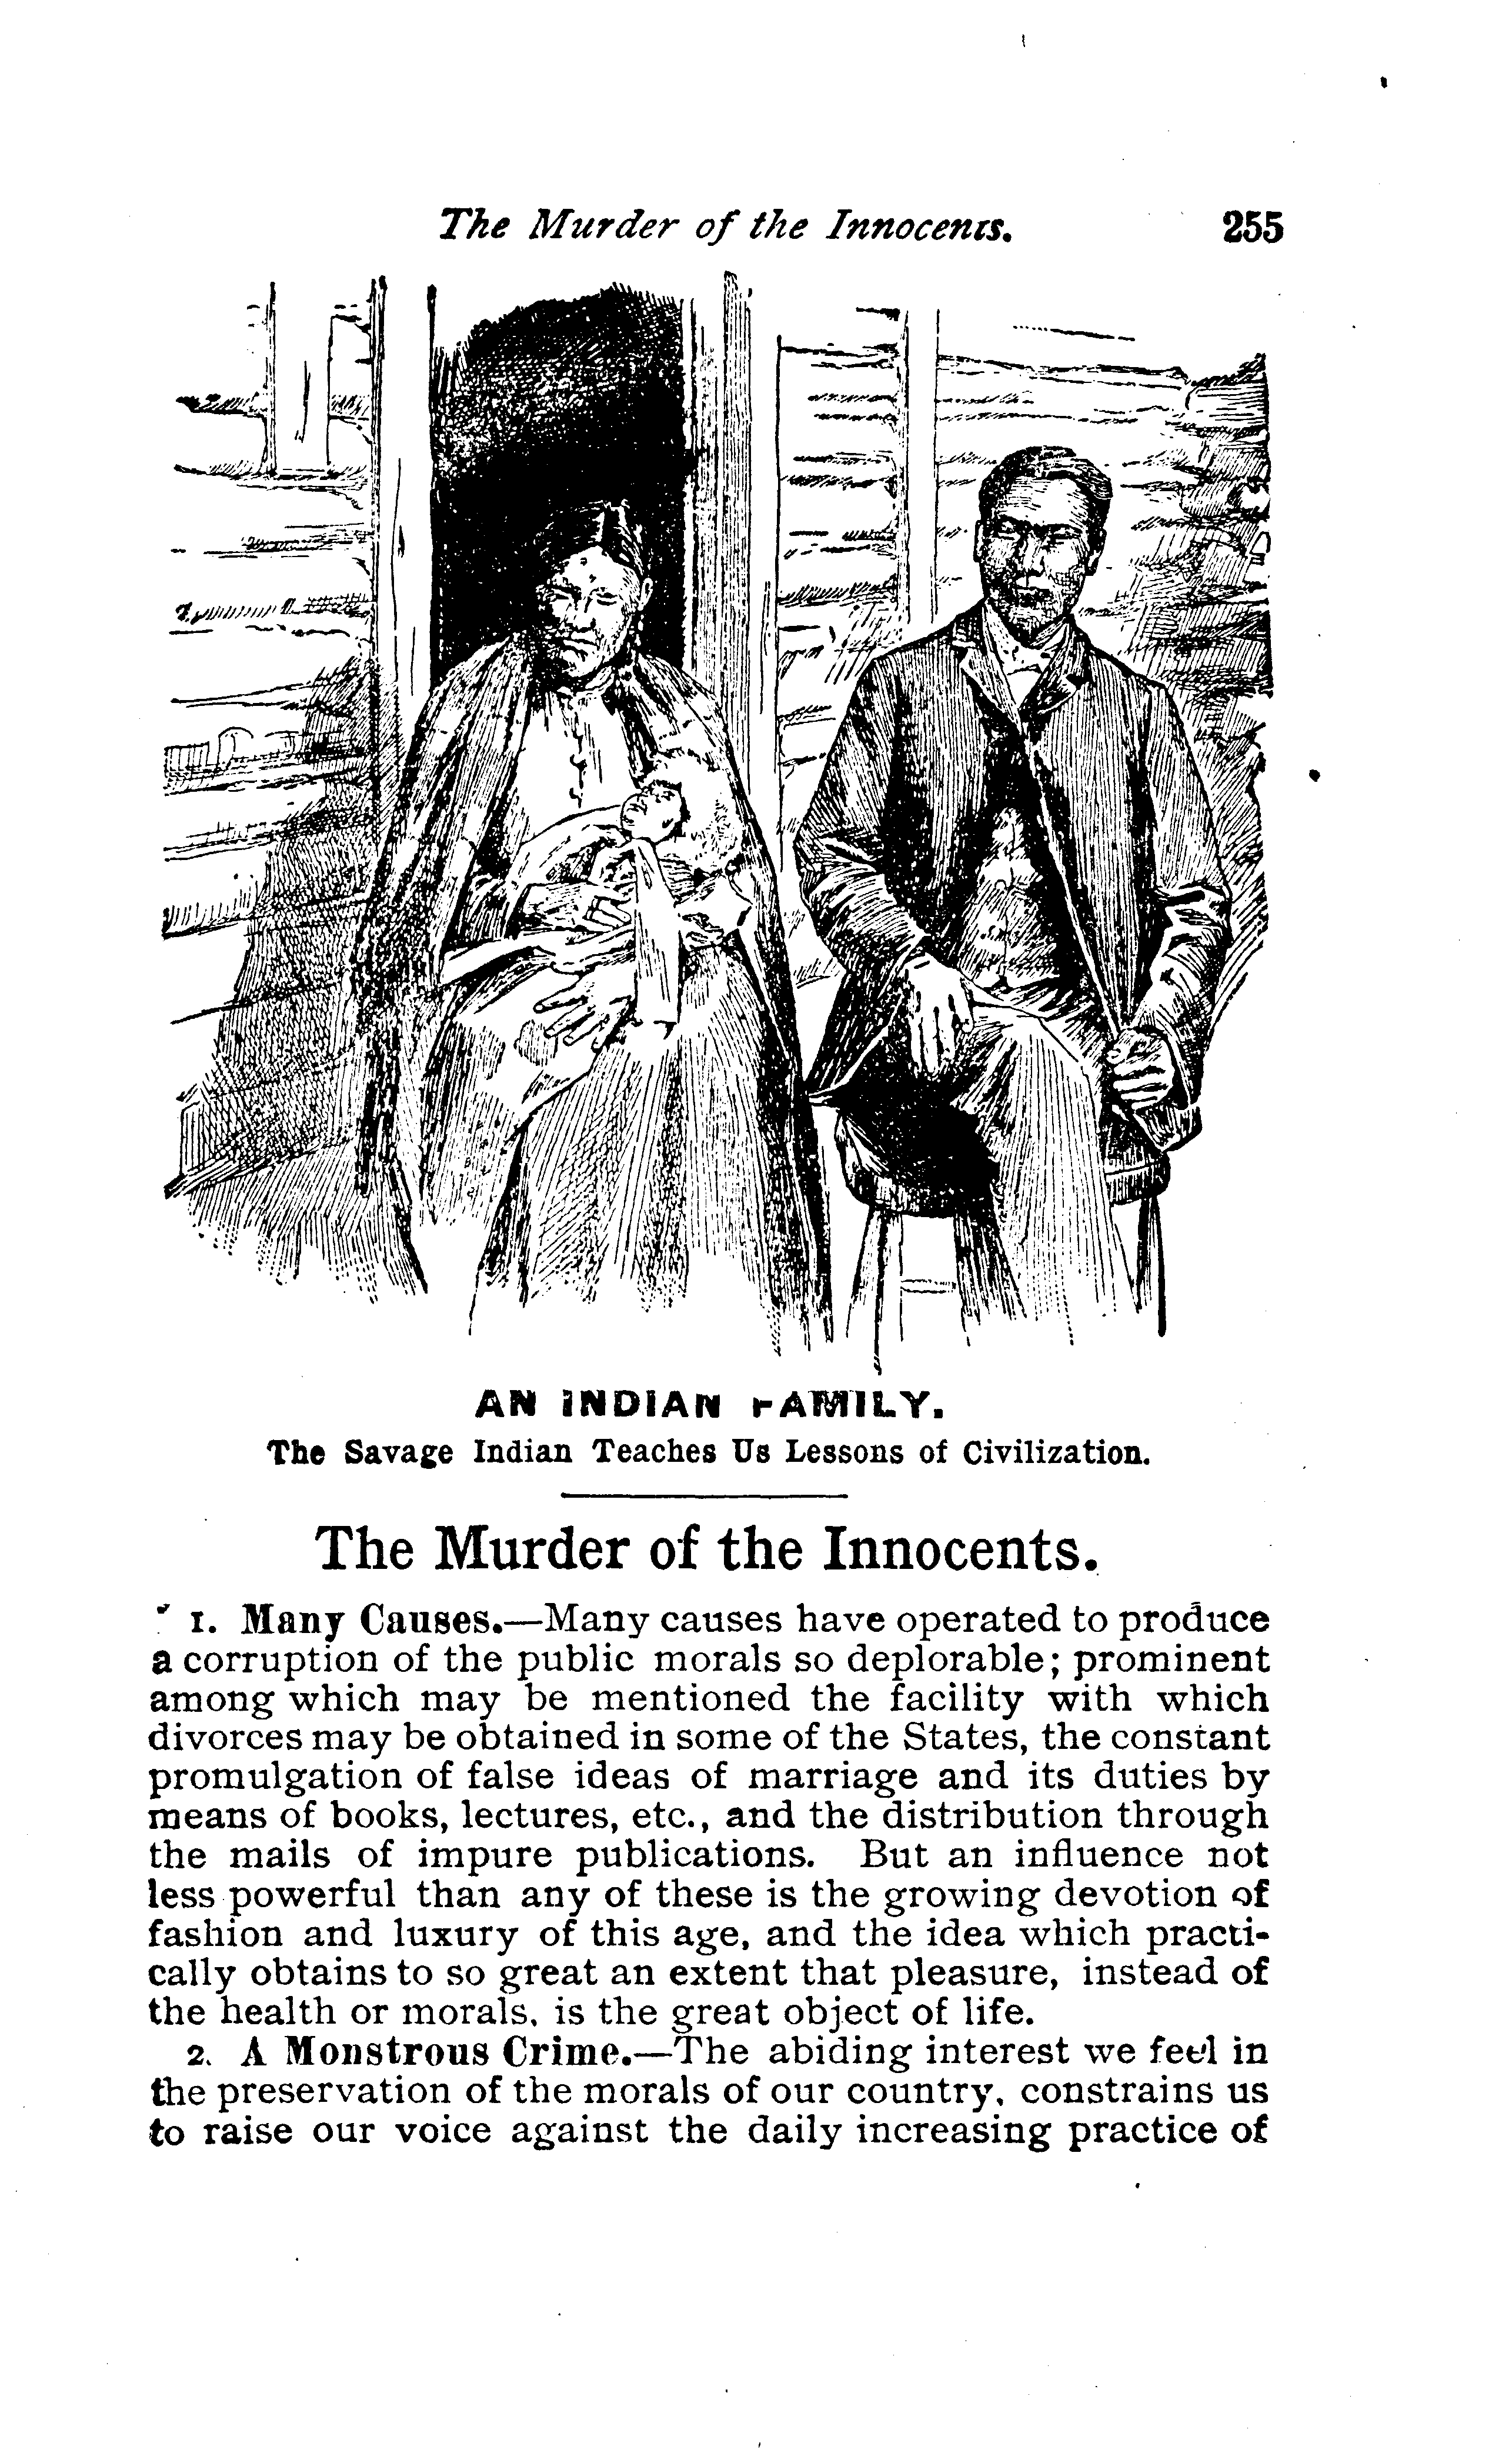 The Murder of the Innocents. 255
AN INDIAN FAMILY.
The Savage Indian Teaches Us Lessons of Civilization.
The Murder of the Innocents.
1. Many Causes.—Many causes have operated to produce
a corruption of the public morals so deplorable; prominent
among which may be mentioned the facility with which
divorces may be obtained in some of the States, the constant
promulgation of false ideas of marriage and its duties by
means of books, lectures, etc., and the distribution through
the mails of impure publications. But an influence not
less powerful than any of these is the growing devotion of
fashion and luxury of this age, and the idea which practi-
cally obtains to so great an extent that pleasure, instead of
the health or morals, is the great object of life.
2. A Monstrous Crime.—The abiding interest we feel in
the preservation of the morals of our country, constrains us
to raise our voice against the daily increasing practice of